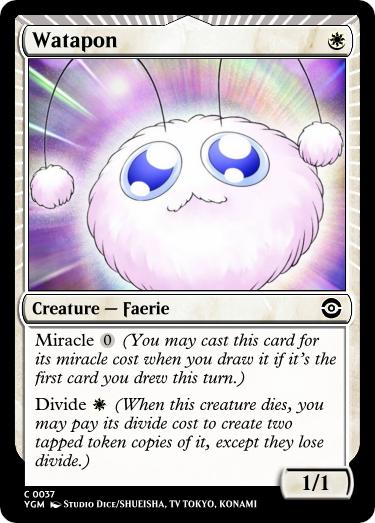 Watapon
Creature — Faerie
Miracle 0 (You may cast this card for
its miracle cost when you draw it if it's the
first card you drew this turn.)
Divide (When this creature dies, you
may pay its divide cost to create two
tapped token copies of it, except they lose
divide.)
1/1
C 0037
YGM Studio Dice/SHUEISHA, TV TOKYO, KONAMI